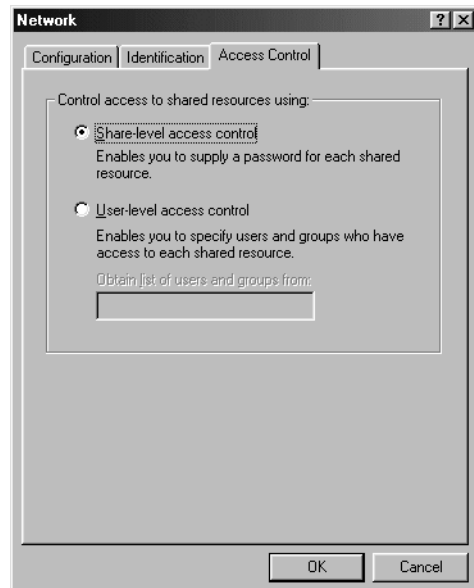 Network
Configuration Identification Access Control
Control access to shared resources using:
Share-level access control
Enables you to supply a password for each shared
resource.
User-level access control
Enables you to specify users and groups who have
access to each shared resource.
Obtain list of users and groups from:
OK Cancel